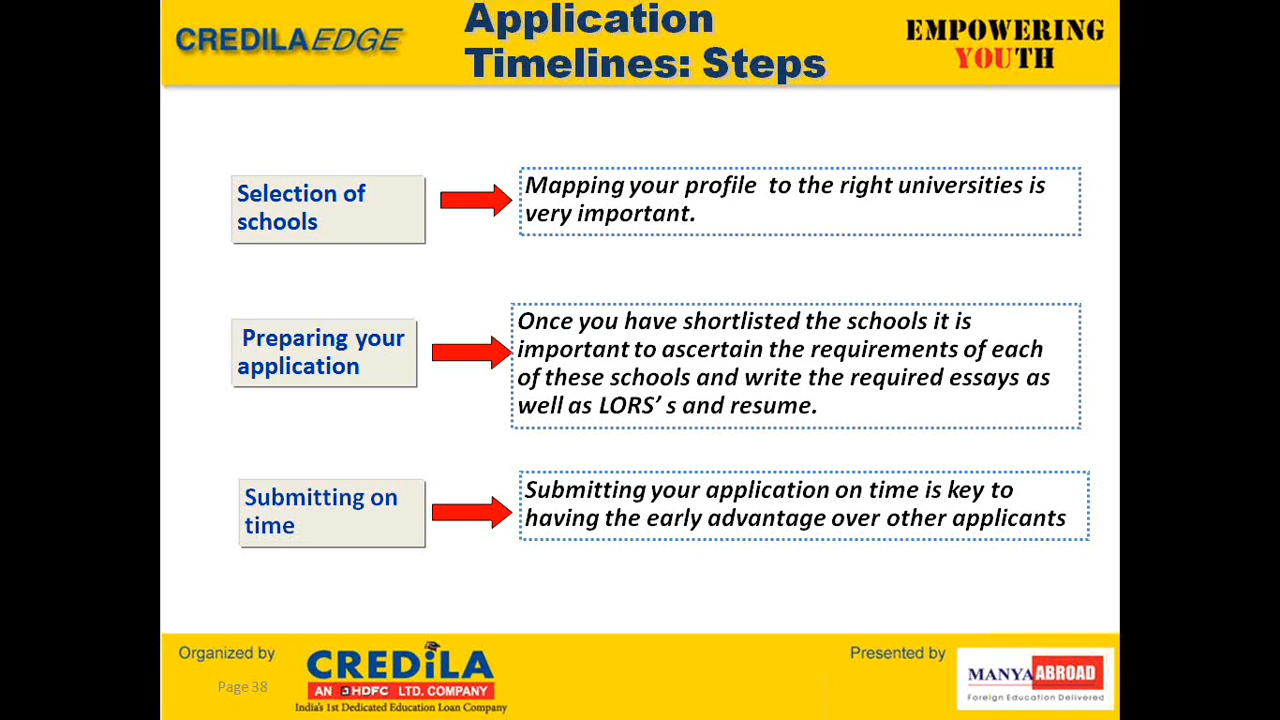 CREDILA EDGE
Application
Timelines: Steps
EMPOWERING
YOUTH
Selection of
schools
Mapping your profile to the right universities is
very important.
Preparing your
application
Once you have shortlisted the schools it is
important to ascertain the requirements of each
of these schools and write the required essays as
well as LORS’ s and resume.
Submitting on
time
Submitting your application on time is key to
having the early advantage over other applicants
Organized by
Page 38
CREDiLA
AN HDFC LTD. COMPANY
India's 1st Dedicated Education Loan Company
Presented by
MANYA ABROAD
Foreign Education Delivered